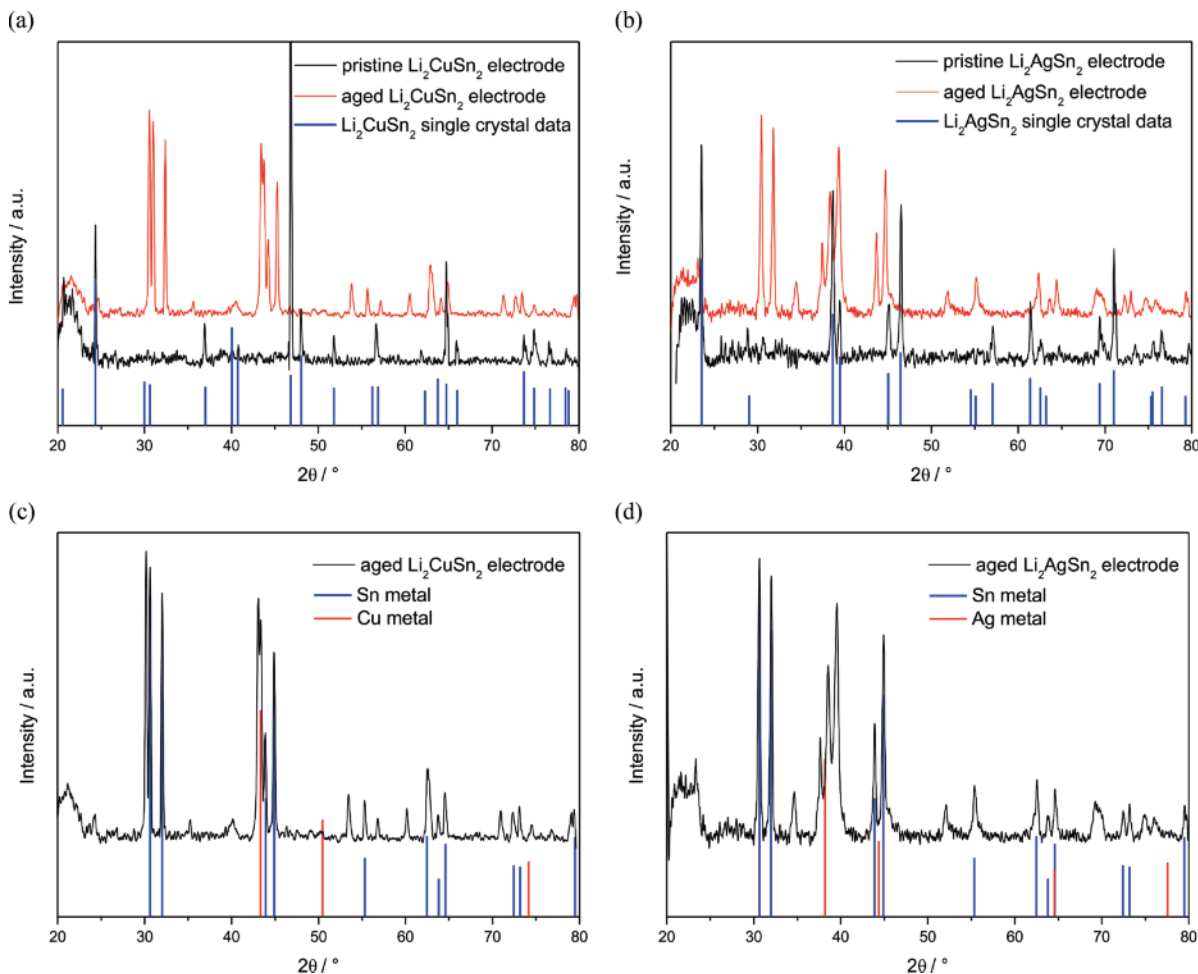 (a)
pristine Li₂CuSn₂ electrode
aged Li₂CuSn₂ electrode
Li₂CuSn₂ single crystal data
Intensity / a.u.
20 30 40 50 60 70 80
2θ / °
(b)
pristine Li₂AgSn₂ electrode
aged Li₂AgSn₂ electrode
Li₂AgSn₂ single crystal data
Intensity / a.u.
20 30 40 50 60 70 80
2θ / °
(c)
aged Li₂CuSn₂ electrode
Sn metal
Cu metal
Intensity / a.u.
20 30 40 50 60 70 80
2θ / °
(d)
aged Li₂AgSn₂ electrode
Sn metal
Ag metal
Intensity / a.u.
20 30 40 50 60 70 80
2θ / °